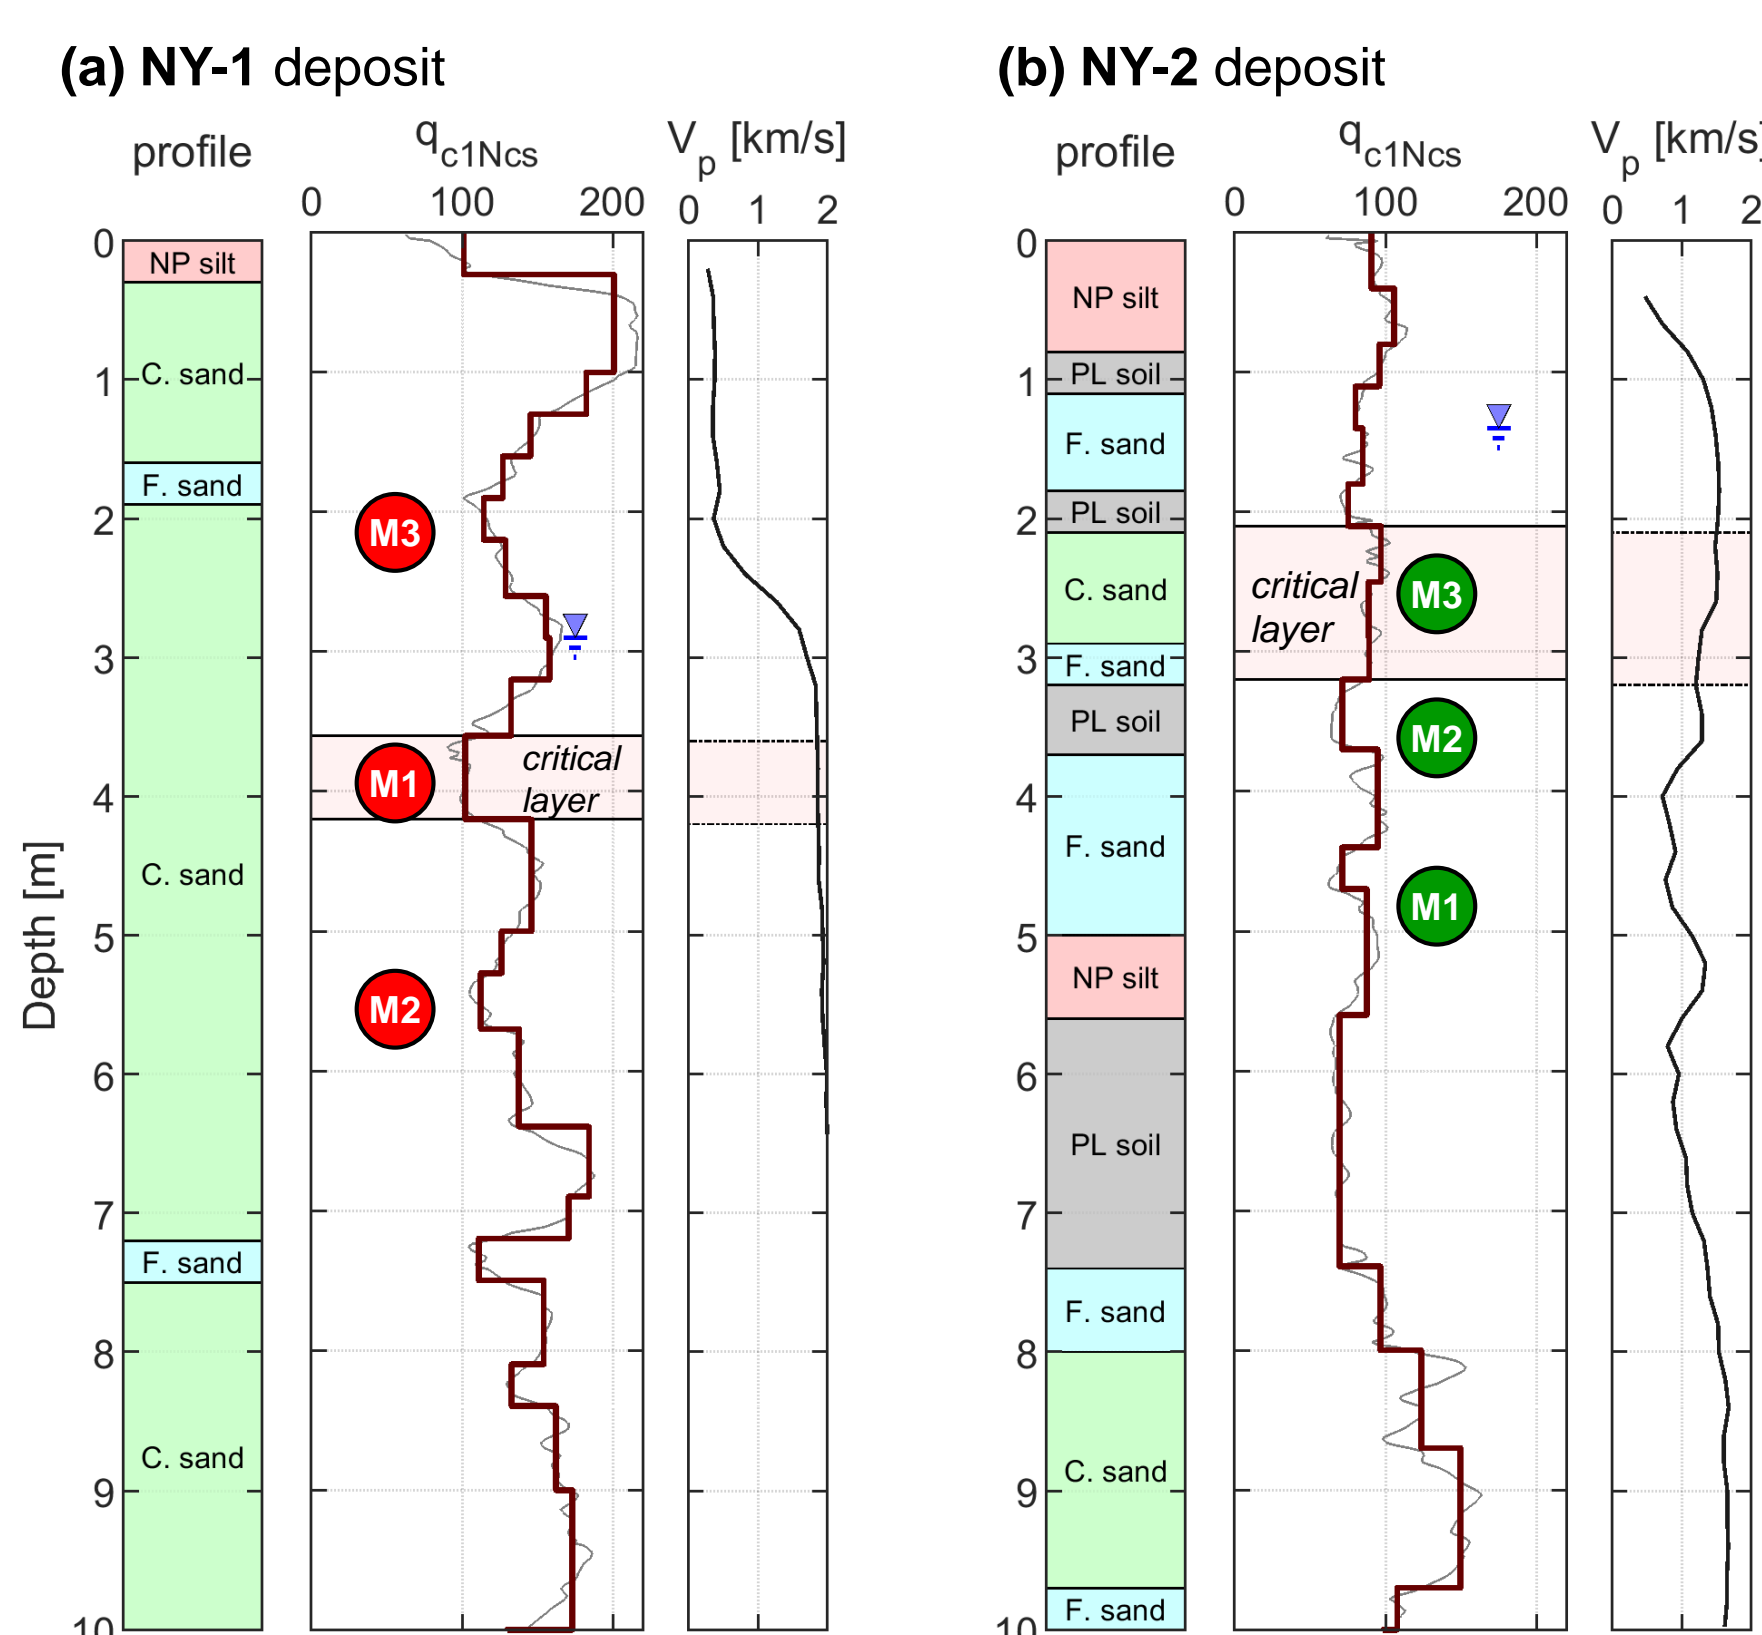 (a) NY-1 deposit
profile
qc1Ncs
Vp [km/s]
0 100 200
0 1 2
Depth [m]
0
1
2
3
4
5
6
7
8
9
10
NP silt
C. sand
F. sand
C. sand
F. sand
C. sand
M3
M1
M2
critical
layer
(b) NY-2 deposit
profile
qc1Ncs
Vp [km/s]
0 100 200
0 1 2
0
1
2
3
4
5
6
7
8
9
10
NP silt
PL soil
F. sand
PL soil
C. sand
F. sand
PL soil
F. sand
NP silt
PL soil
F. sand
C. sand
F. sand
critical
layer
M3
M2
M1